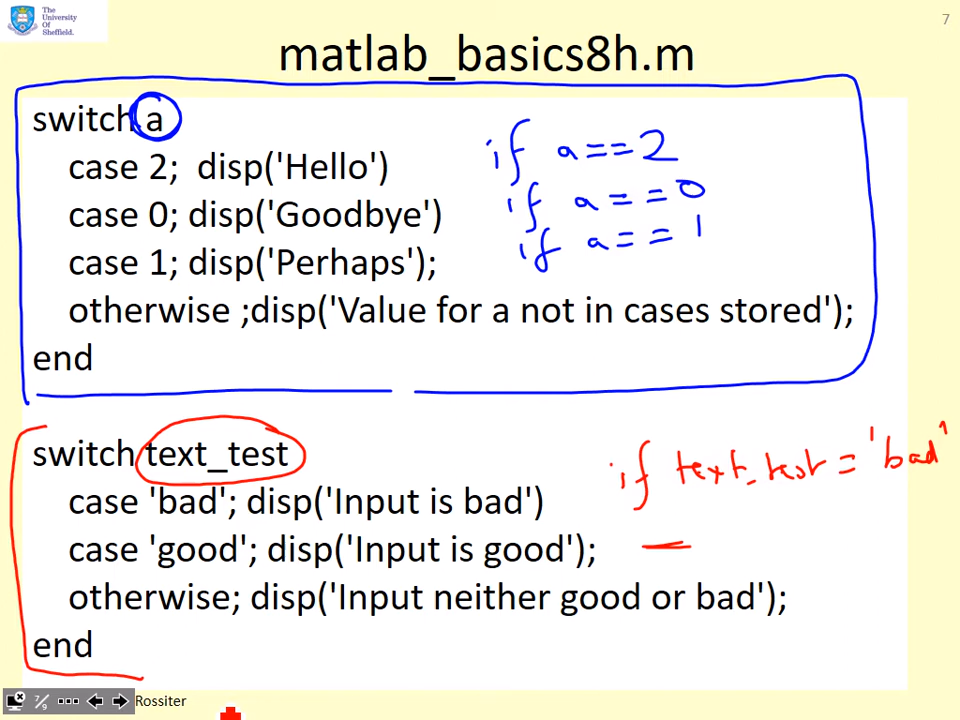 The
University
Of
Sheffield.
7
matlab_basics8h.m
switch a
case 2;  disp('Hello')
if a==2
case 0; disp('Goodbye')
if a==0
case 1; disp('Perhaps');
if a==1
otherwise ;disp('Value for a not in cases stored');
end
switch text_test
if text_test = 'bad'
case 'bad'; disp('Input is bad')
case 'good'; disp('Input is good');
otherwise; disp('Input neither good or bad');
end
7/9
Rossiter